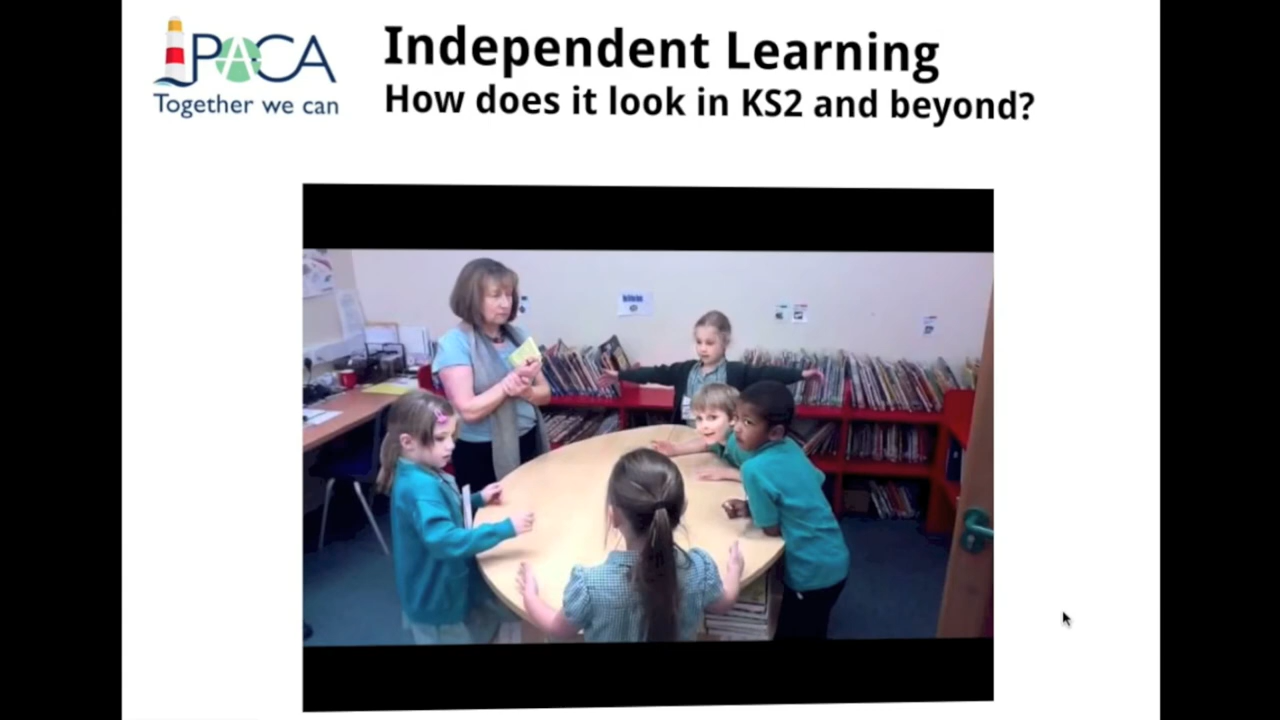 PACA
Together we can
Independent Learning
How does it look in KS2 and beyond?